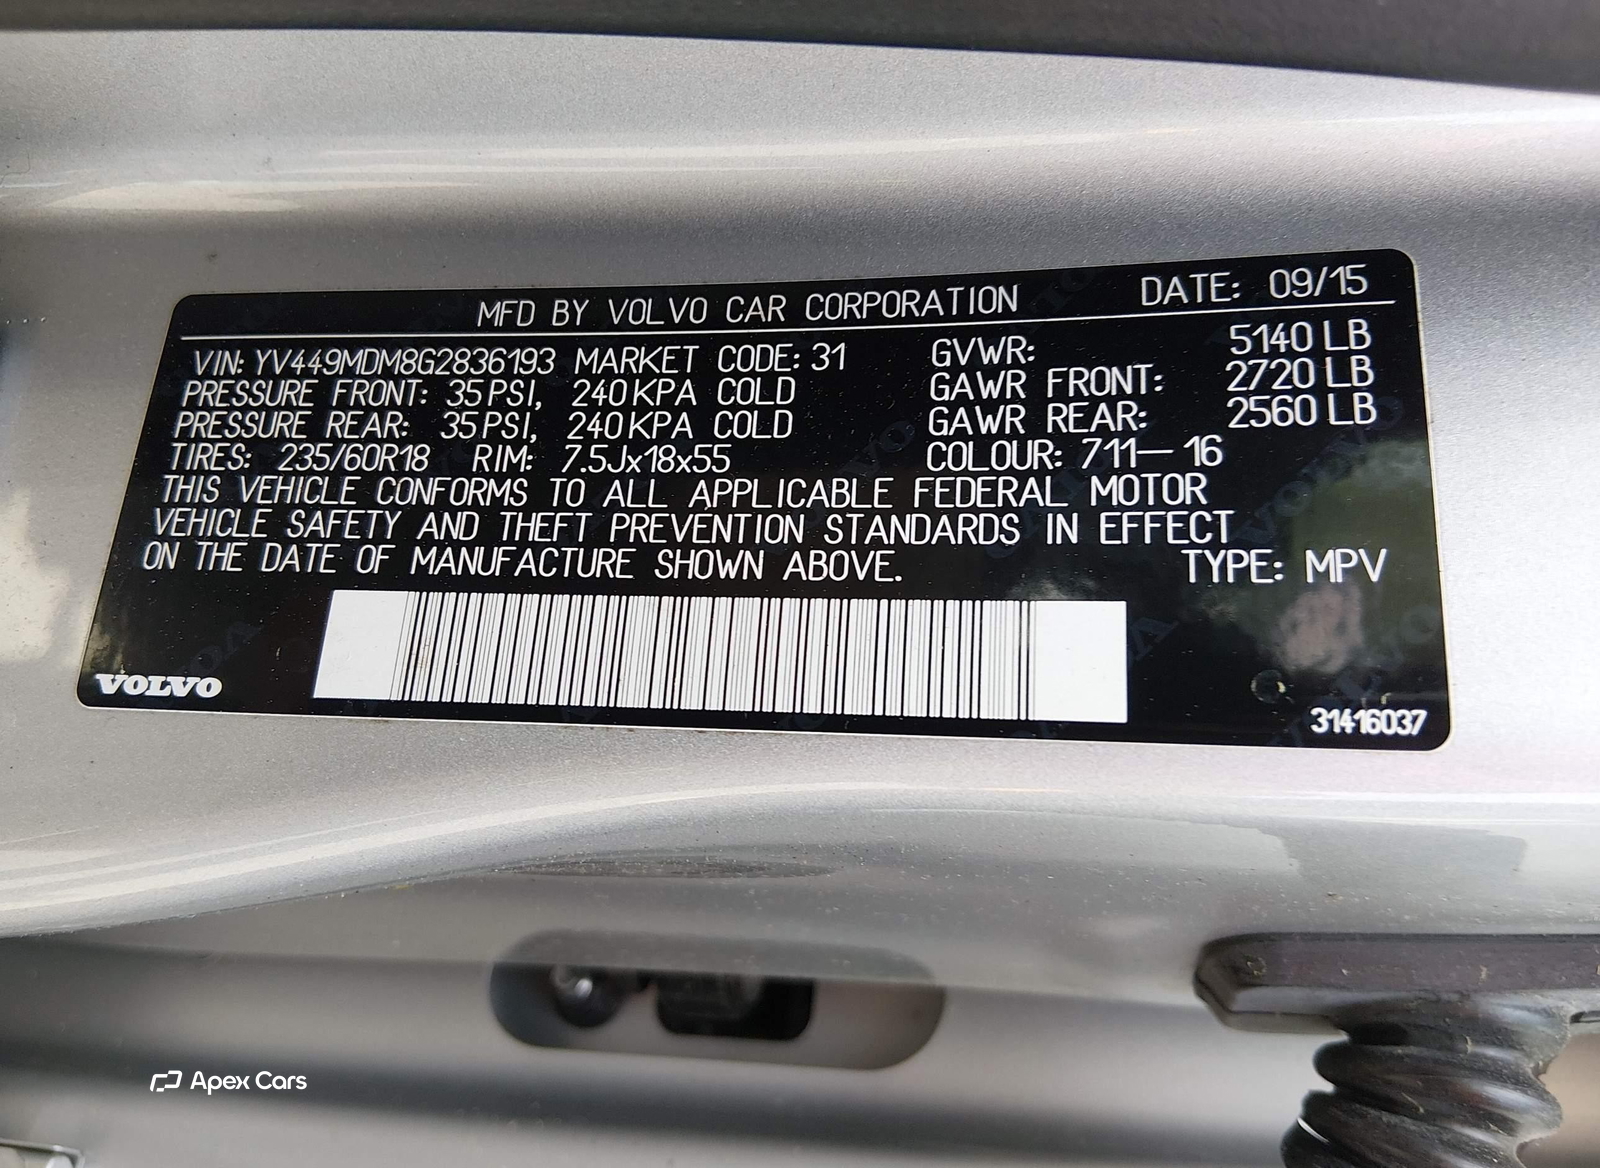 MFD BY VOLVO CAR CORPORATION DATE: 09/15
VIN: YV449MDM8G2836193 MARKET CODE: 31 GVWR: 5140 LB
PRESSURE FRONT: 35 PSI, 240 KPA COLD GAWR FRONT: 2720 LB
PRESSURE REAR: 35 PSI, 240 KPA COLD GAWR REAR: 2560 LB
TIRES: 235/60R18 RIM: 7.5Jx18x55 COLOUR: 711— 16
THIS VEHICLE CONFORMS TO ALL APPLICABLE FEDERAL MOTOR
VEHICLE SAFETY AND THEFT PREVENTION STANDARDS IN EFFECT
ON THE DATE OF MANUFACTURE SHOWN ABOVE. TYPE: MPV
VOLVO
31416037
Apex Cars